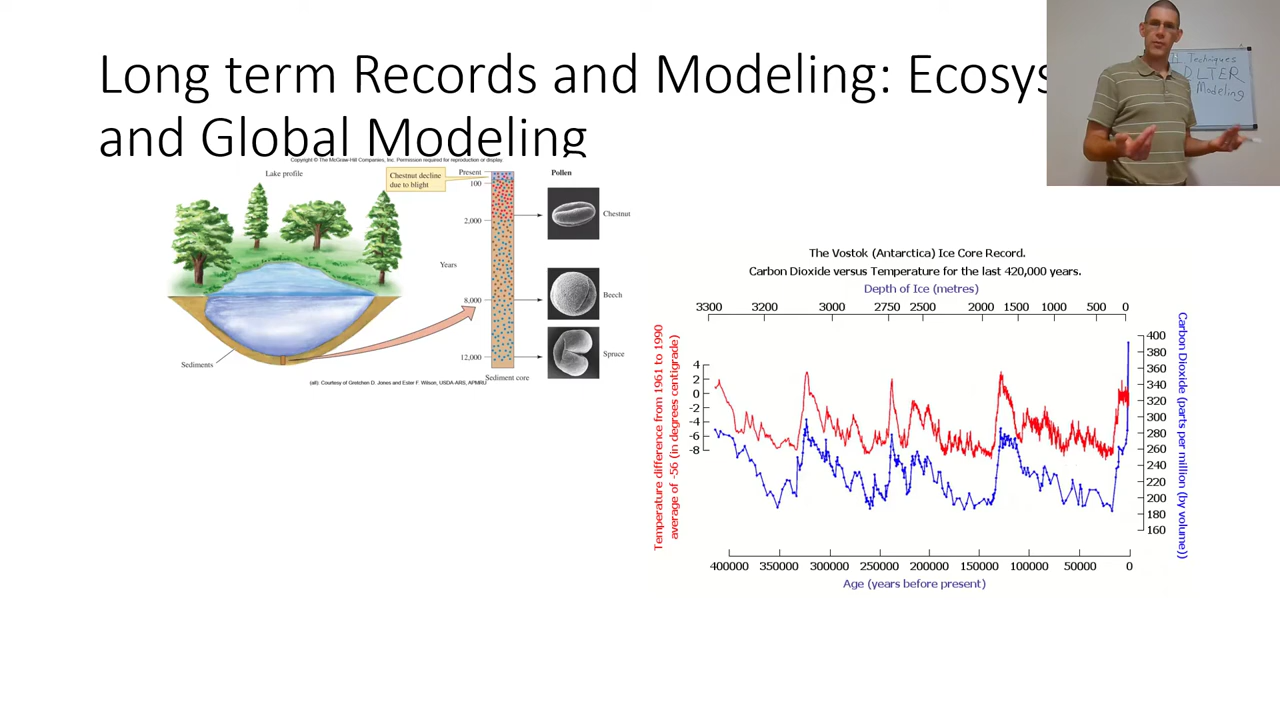 Long term Records and Modeling: Ecosys
and Global Modeling
Techniques
D LTER
Modeling
Copyright © The McGraw-Hill Companies, Inc. Permission required for reproduction or display.
Lake profile
Chestnut decline
due to blight
Present
100
2,000
Years
8,000
12,000
Sediment core
Pollen
Chestnut
Beech
Spruce
Sediments
(all): Courtesy of Gretchen D. Jones and Ester F. Wilson, USDA-ARS, APMRU
The Vostok (Antarctica) Ice Core Record.
Carbon Dioxide versus Temperature for the last 420,000 years.
Depth of Ice (metres)
3300 3200 3000 2750 2500 2000 1500 1000 500 0
Temperature difference from 1961 to 1990
average of -56 (in degrees centigrade)
4
2
0
-2
-4
-6
-8
400
380
360
340
320
300
280
260
240
220
200
180
160
Carbon Dioxide (parts per million (by volume))
400000 350000 300000 250000 200000 150000 100000 50000 0
Age (years before present)